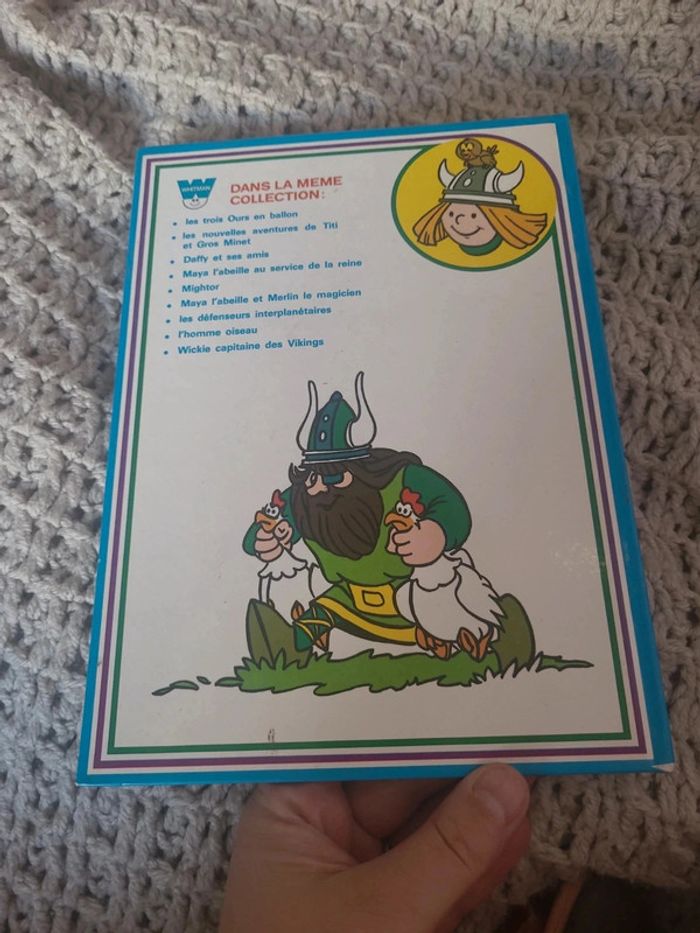 WHITMAN
DANS LA MEME
COLLECTION:
• les trois Ours en ballon
• les nouvelles aventures de Titi
et Gros Minet
• Daffy et ses amis
• Maya l'abeille au service de la reine
• Mightor
• Maya l'abeille et Merlin le magicien
• les défenseurs interplanétaires
• l'homme oiseau
• Wickie capitaine des Vikings